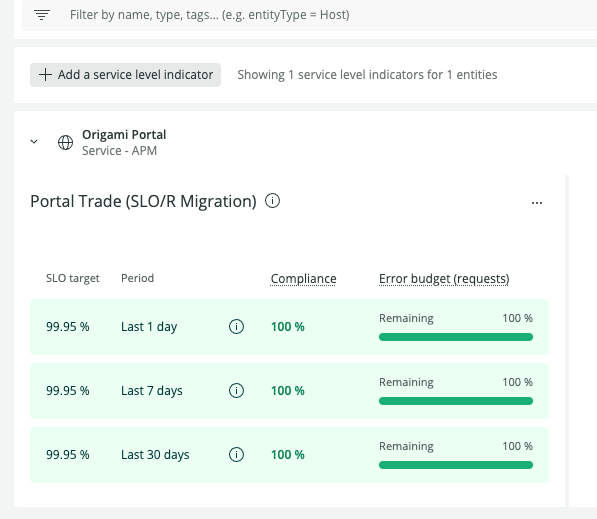 Filter by name, type, tags... (e.g. entityType = Host)
Add a service level indicator
Showing 1 service level indicators for 1 entities
Origami Portal
Service - APM
Portal Trade (SLO/R Migration)
SLO target Period Compliance Error budget (requests)
99.95 % Last 1 day 100 % Remaining 100 %
99.95 % Last 7 days 100 % Remaining 100 %
99.95 % Last 30 days 100 % Remaining 100 %